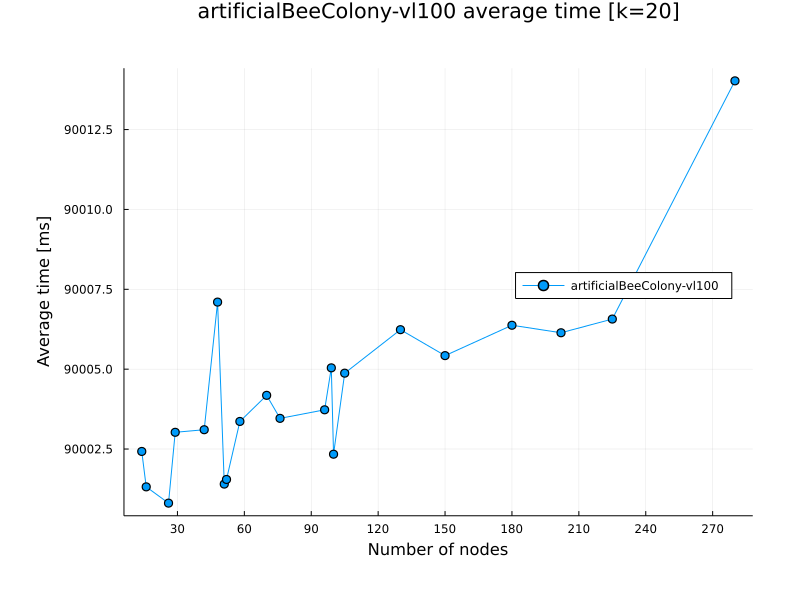 artificialBeeColony-vl100 average time [k=20]
90012.5
90010.0
90007.5
90005.0
90002.5
Average time [ms]
artificialBeeColony-vl100
30 60 90 120 150 180 210 240 270
Number of nodes